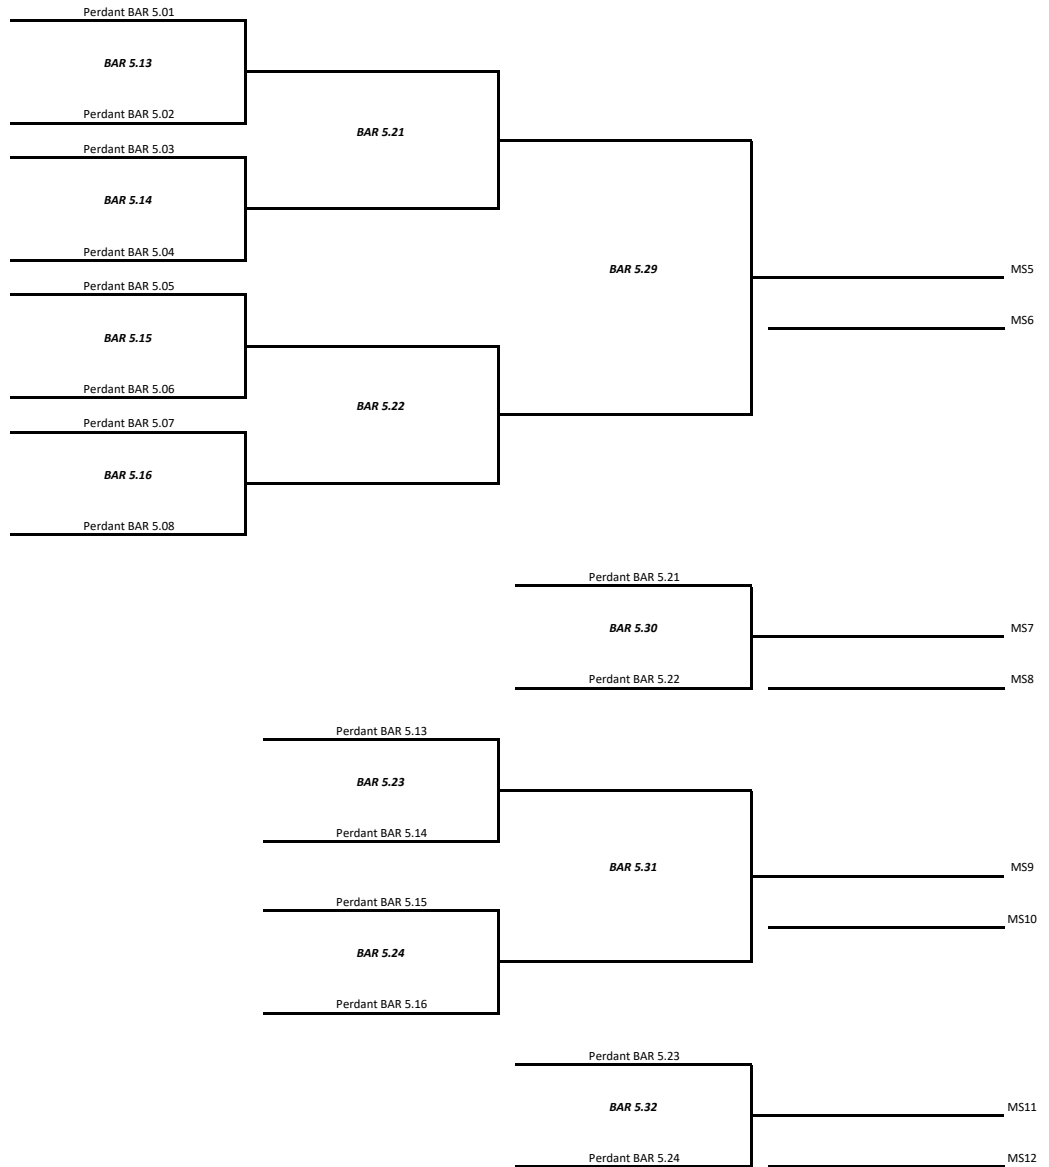 Perdant BAR 5.01
BAR 5.13
Perdant BAR 5.02
BAR 5.21
Perdant BAR 5.03
BAR 5.14
Perdant BAR 5.04
BAR 5.29
MS5
Perdant BAR 5.05
MS6
BAR 5.15
Perdant BAR 5.06
BAR 5.22
Perdant BAR 5.07
BAR 5.16
Perdant BAR 5.08
Perdant BAR 5.21
BAR 5.30
MS7
Perdant BAR 5.22
MS8
Perdant BAR 5.13
BAR 5.23
Perdant BAR 5.14
BAR 5.31
MS9
Perdant BAR 5.15
MS10
BAR 5.24
Perdant BAR 5.16
Perdant BAR 5.23
BAR 5.32
MS11
Perdant BAR 5.24
MS12